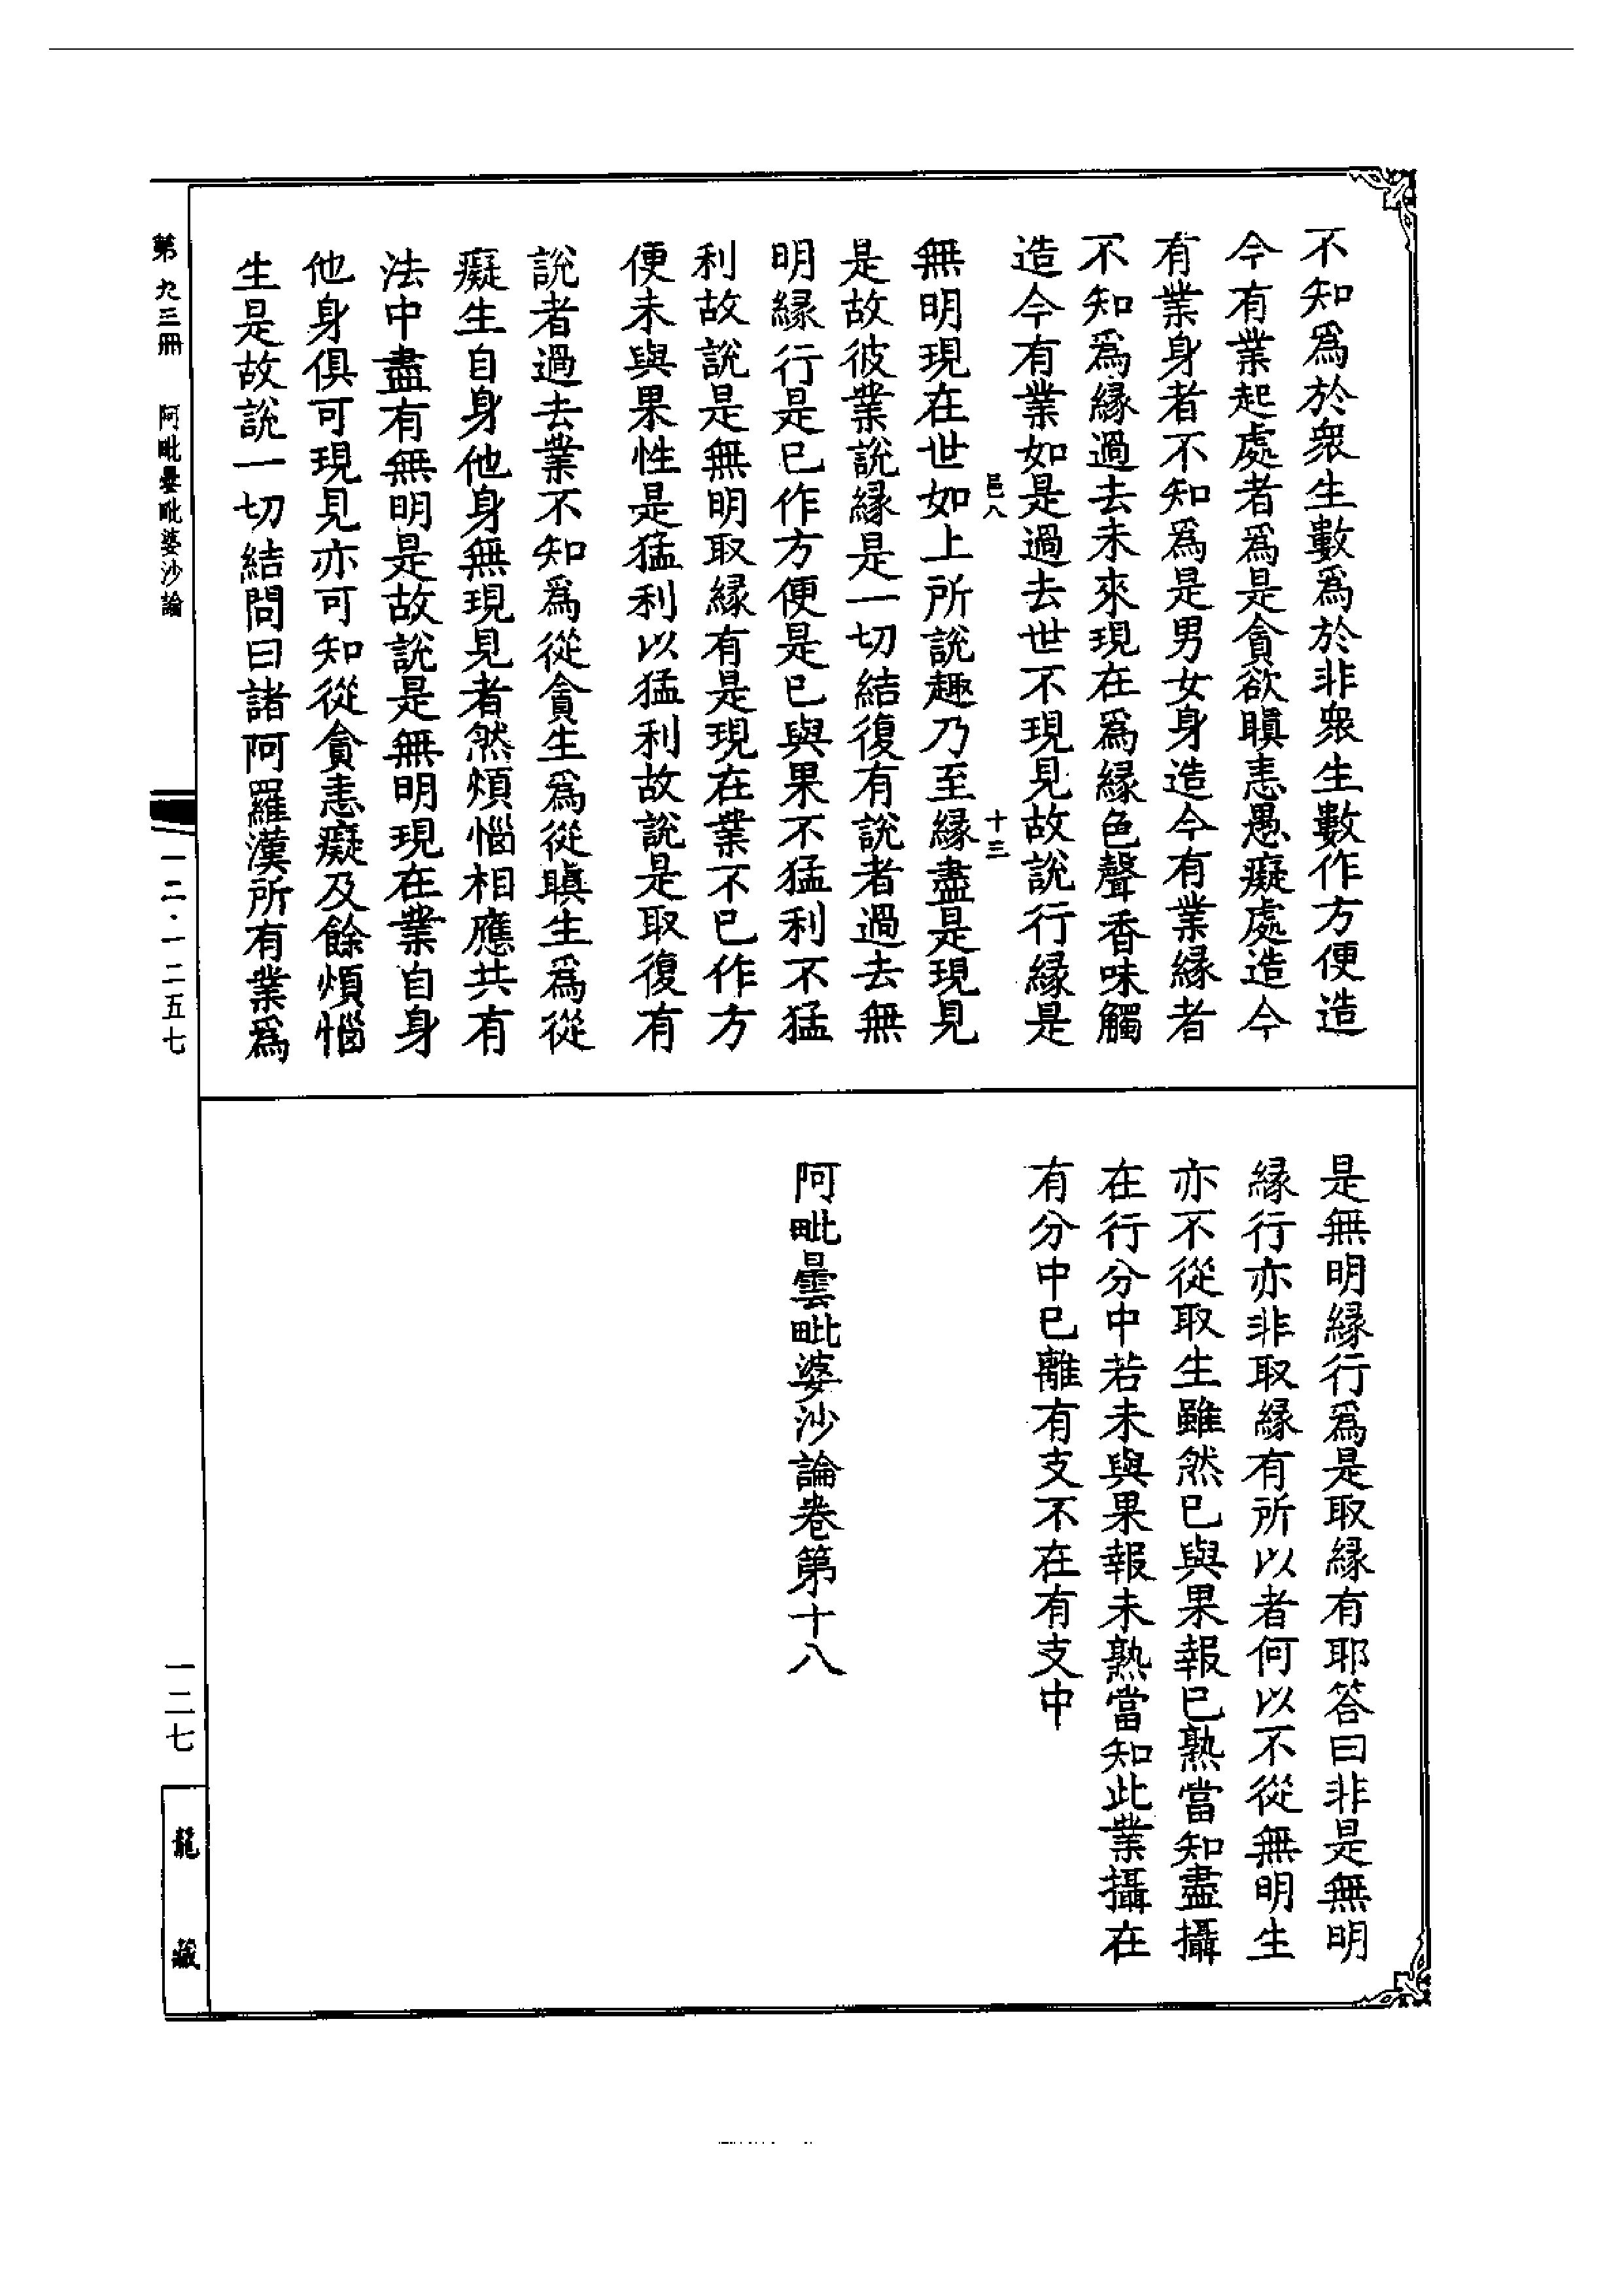 不知爲於衆生數爲於非衆生數作方便造
今有業起處者爲是貪欲瞋恚愚癡處造今
有業身者不知爲是男女身造今有業緣者
不知爲緣過去未來現在爲緣色聲香味觸
造今有業如是過去世不現見故說行緣是
邑八 十三
無明現在世如上所說趣乃至緣盡是現見
是故彼業說緣是一切結復有說者過去無
明緣行是已作方便是已與果不猛利不猛
利故說是無明取緣有是現在業不已作方
便未與果性是猛利以猛利故說是取復有
說者過去業不知爲從貪生爲從瞋生爲從
癡生自身他身無現見者然煩惱相應共有
法中盡有無明是故說是無明現在業自身
他身俱可現見亦可知從貪恚癡及餘煩惱
生是故說一切結問曰諸阿羅漢所有業爲
是無明緣行爲是取緣有耶答曰非是無明
緣行亦非取緣有所以者何以不從無明生
亦不從取生雖然已與果報已熟當知盡攝
在行分中若未與果報未熟當知此業攝在
有分中已離有支不在有支中
阿毗曇毗婆沙論卷第十八
第九三冊 阿毗曇毗婆沙論
一二·一二五七
一二七
龍藏